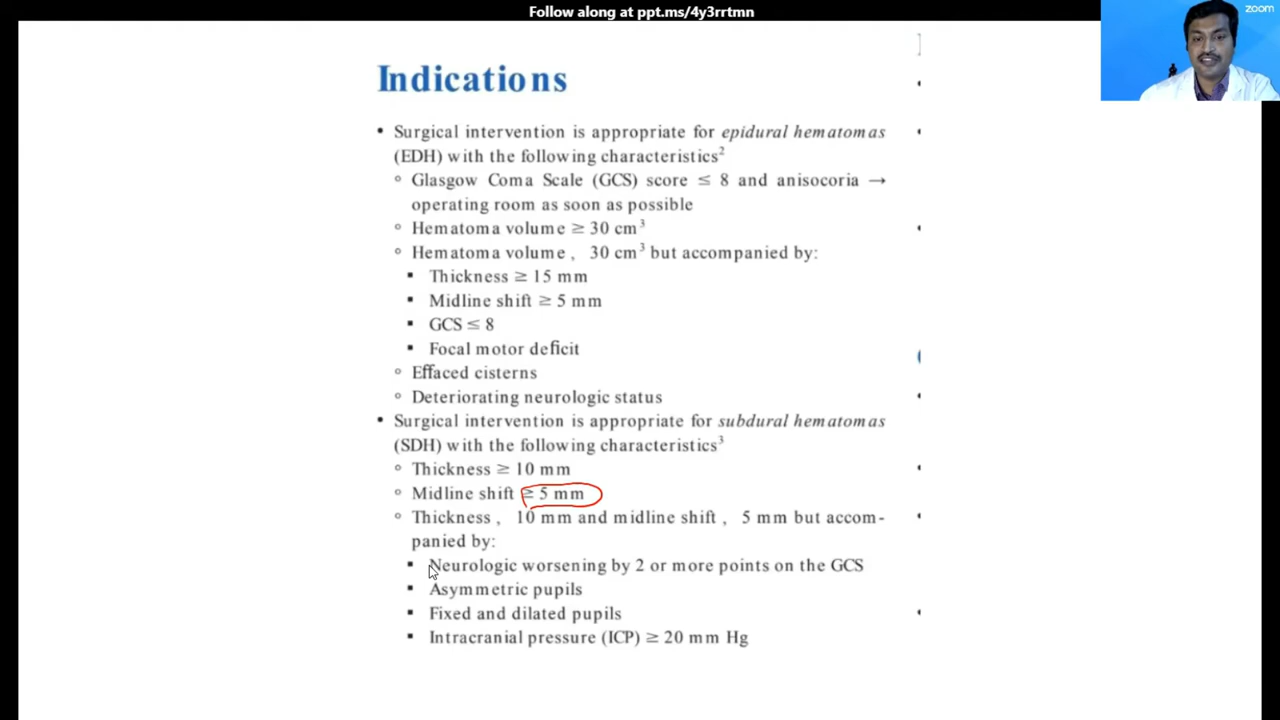 Follow along at ppt.ms/4y3rrtmn
zoom
Indications
• Surgical intervention is appropriate for epidural hematomas
(EDH) with the following characteristics²
◦ Glasgow Coma Scale (GCS) score ≤ 8 and anisocoria →
operating room as soon as possible
◦ Hematoma volume ≥ 30 cm³
◦ Hematoma volume , 30 cm³ but accompanied by:
▪ Thickness ≥ 15 mm
▪ Midline shift ≥ 5 mm
▪ GCS ≤ 8
▪ Focal motor deficit
◦ Effaced cisterns
◦ Deteriorating neurologic status
• Surgical intervention is appropriate for subdural hematomas
(SDH) with the following characteristics³
◦ Thickness ≥ 10 mm
◦ Midline shift ≥ 5 mm
◦ Thickness , 10 mm and midline shift , 5 mm but accom-
panied by:
▪ Neurologic worsening by 2 or more points on the GCS
▪ Asymmetric pupils
▪ Fixed and dilated pupils
▪ Intracranial pressure (ICP) ≥ 20 mm Hg